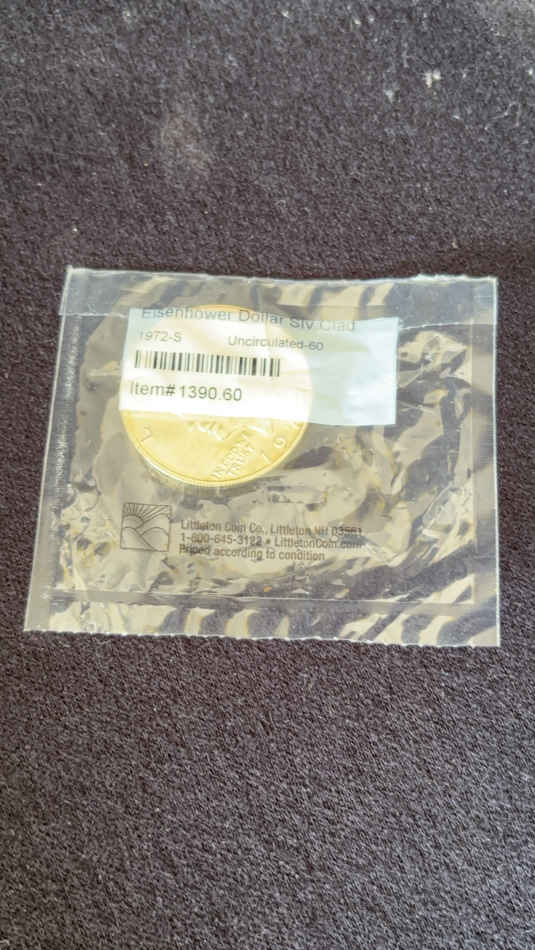 Eisenhower Dollar Slv Clad
1972-S Uncirculated-60
Item# 1390.60
IN GOD WE
TRUST
Littleton Coin Co., Littleton NH 03561
1-800-645-3122 • LittletonCoin.com
Priced according to condition